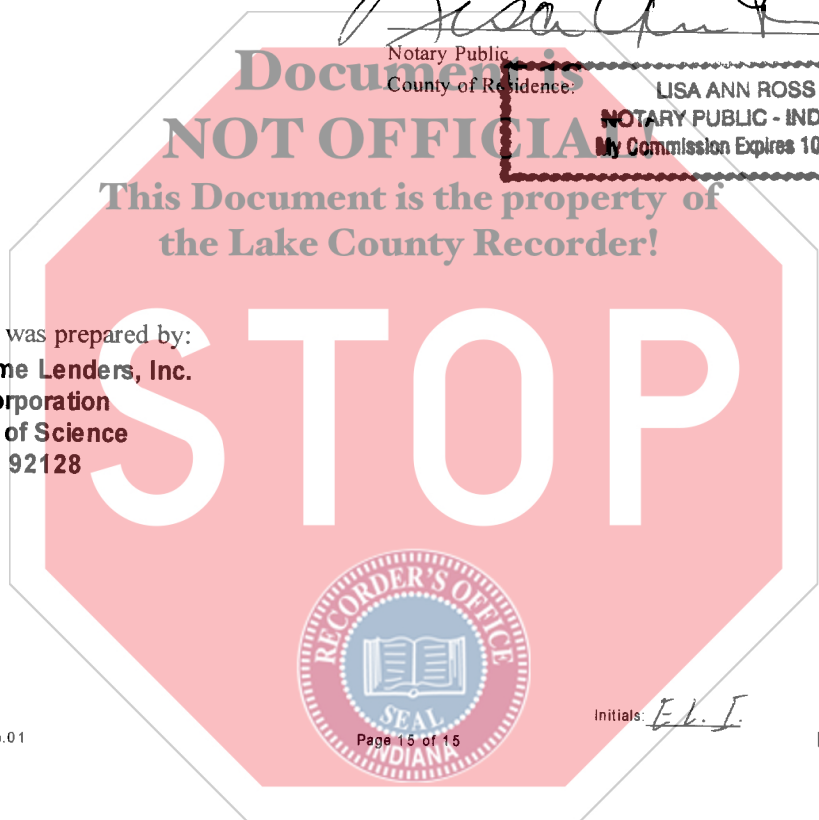 Notary Public
County of Residence:
LISA ANN ROSS
NOTARY PUBLIC - IND
My Commission Expires 10
Document is
NOT OFFICIAL!
This Document is the property of
the Lake County Recorder!
STOP
was prepared by:
me Lenders, Inc.
orporation
of Science
92128
RECORDER'S OFFICE
SEAL
INDIANA
Initials: E. L. I.
.01
Page 15 of 15